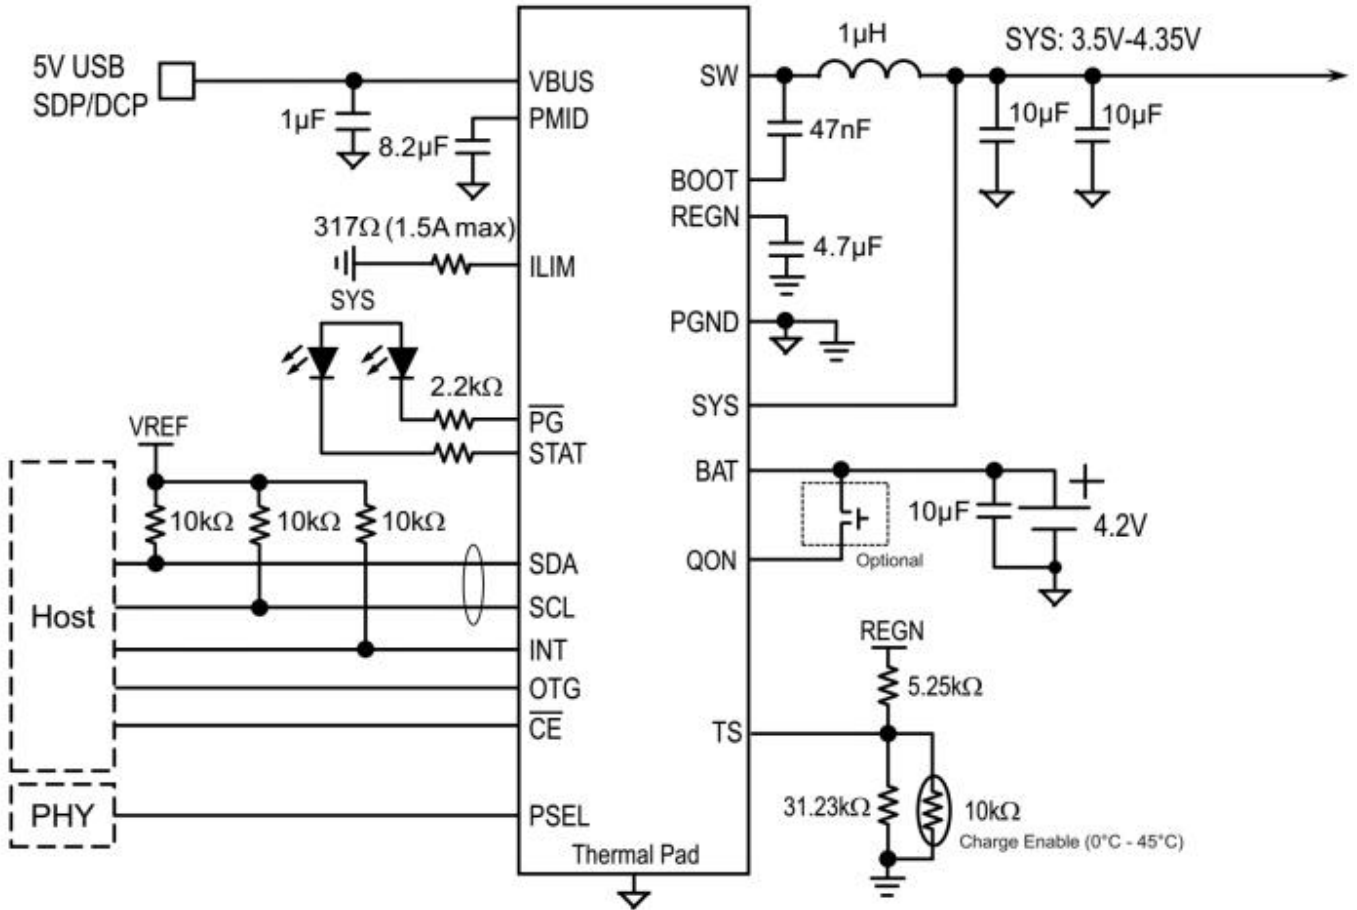 5V USB
SDP/DCP
1µF
8.2µF
317Ω (1.5A max)
SYS
2.2kΩ
VREF
10kΩ
10kΩ
10kΩ
Host
PHY
VBUS
PMID
ILIM
PG
STAT
SDA
SCL
INT
OTG
CE
PSEL
Thermal Pad
SW
BOOT
REGN
PGND
SYS
BAT
QON
TS
1µH
SYS: 3.5V-4.35V
47nF
10µF
10µF
4.7µF
Optional
10µF
+
4.2V
REGN
5.25kΩ
31.23kΩ
10kΩ
Charge Enable (0°C - 45°C)